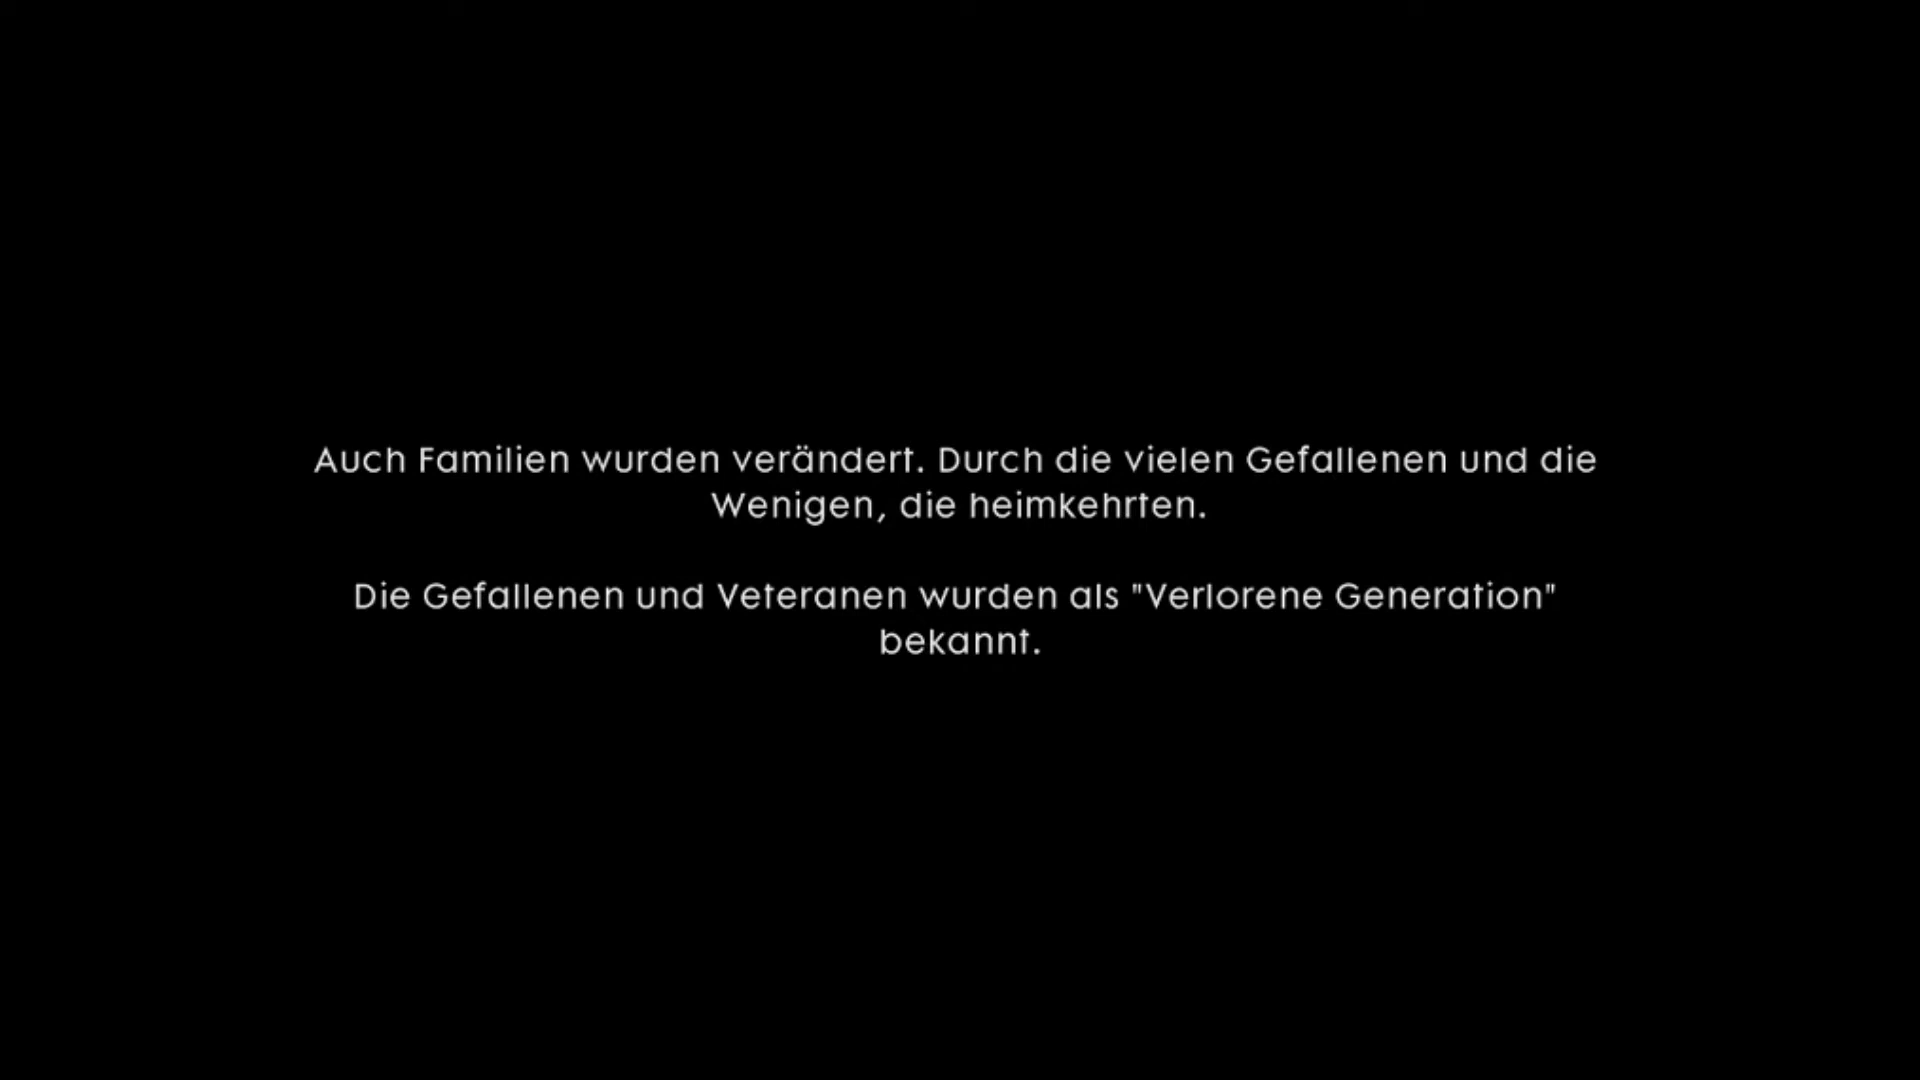 Auch Familien wurden verändert. Durch die vielen Gefallenen und die
Wenigen, die heimkehrten.
Die Gefallenen und Veteranen wurden als "Verlorene Generation"
bekannt.